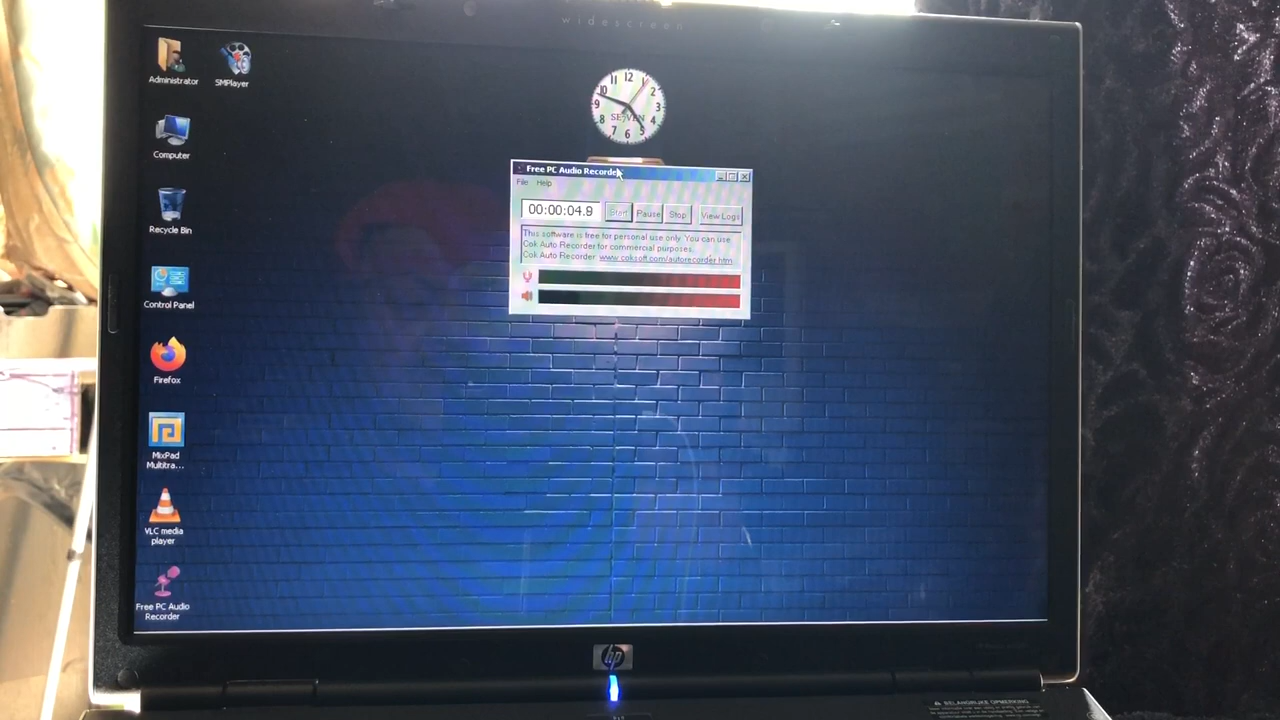 widescreen
Administrator
SMPlayer
Computer
Recycle Bin
Control Panel
Firefox
MixPad
Multitra...
VLC media
player
Free PC Audio
Recorder
11 12 1
10 2
9 3
8 4
7 6 5
SE7VEN
Free PC Audio Recorder
File Help
00:00:04.9 Start Pause Stop View Logs
This software is free for personal use only. You can use
Cok Auto Recorder for commercial purposes.
Cok Auto Recorder www.coksoft.com/autorecorder.htm
hp
BELANGRIJKE OPMERKING